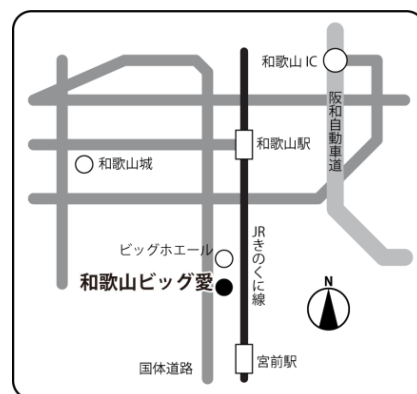 和歌山 IC
阪和自動車道
和歌山駅
和歌山城
JRきのくに線
ビッグホエール
和歌山ビッグ愛
N
国体道路
宮前駅